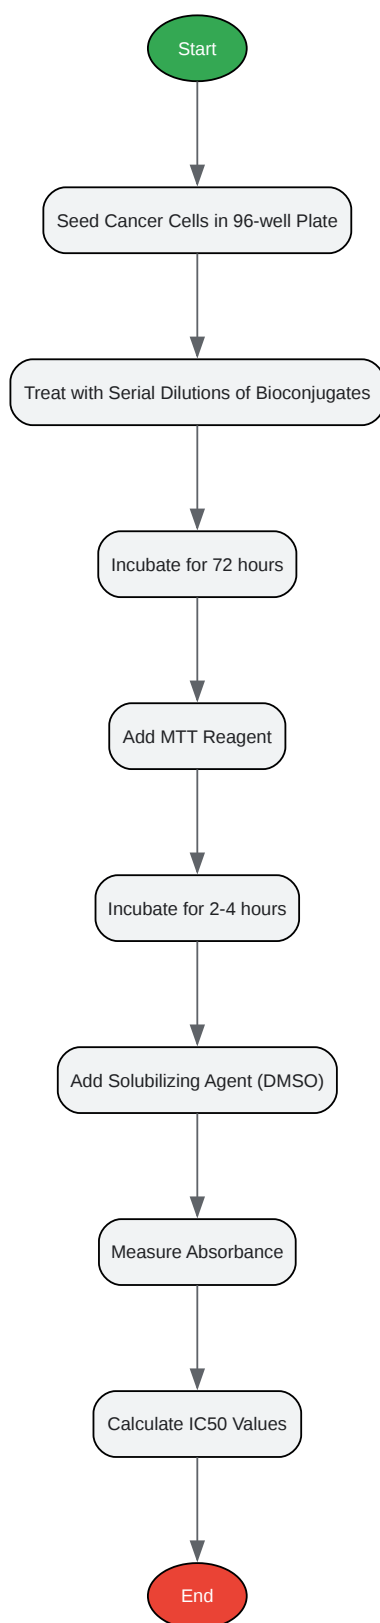 Start
Seed Cancer Cells in 96-well Plate
Treat with Serial Dilutions of Bioconjugates
Incubate for 72 hours
Add MTT Reagent
Incubate for 2-4 hours
Add Solubilizing Agent (DMSO)
Measure Absorbance
Calculate IC50 Values
End